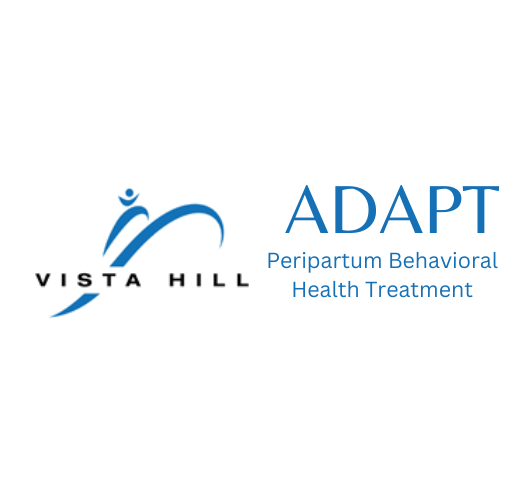 VISTA HILL
ADAPT
Peripartum Behavioral
Health Treatment